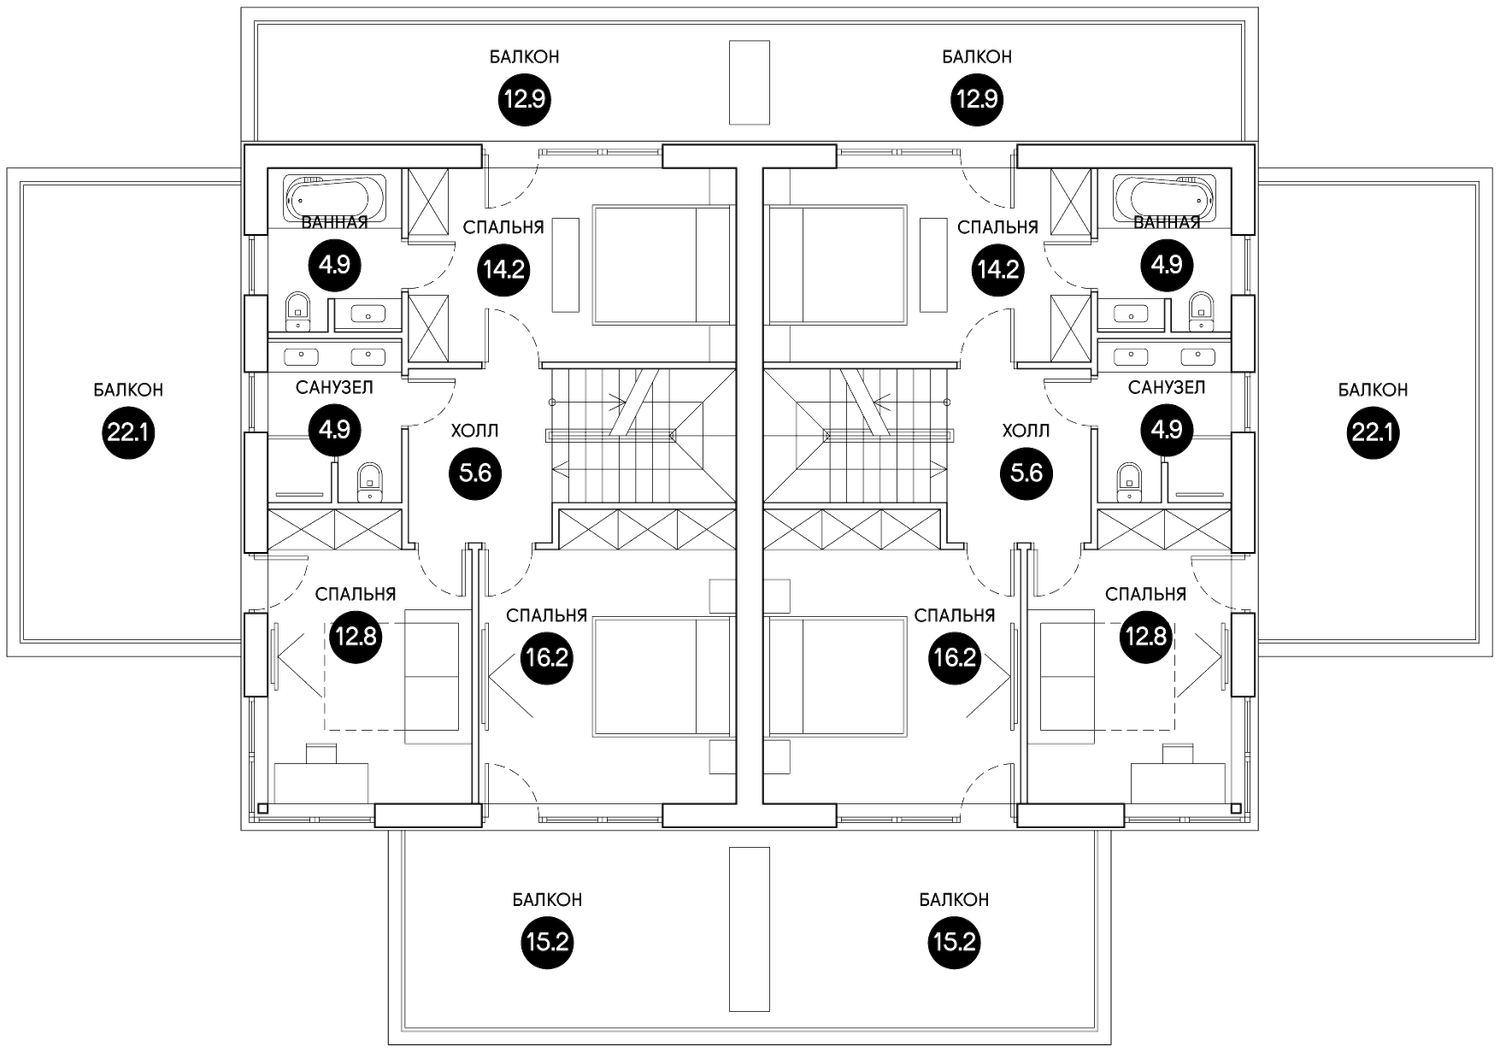 БАЛКОН
12.9
БАЛКОН
12.9
ВАННАЯ
4.9
СПАЛЬНЯ
14.2
СПАЛЬНЯ
14.2
ВАННАЯ
4.9
БАЛКОН
22.1
САНУЗЕЛ
4.9
ХОЛЛ
5.6
ХОЛЛ
5.6
САНУЗЕЛ
4.9
БАЛКОН
22.1
СПАЛЬНЯ
12.8
СПАЛЬНЯ
16.2
СПАЛЬНЯ
16.2
СПАЛЬНЯ
12.8
БАЛКОН
15.2
БАЛКОН
15.2